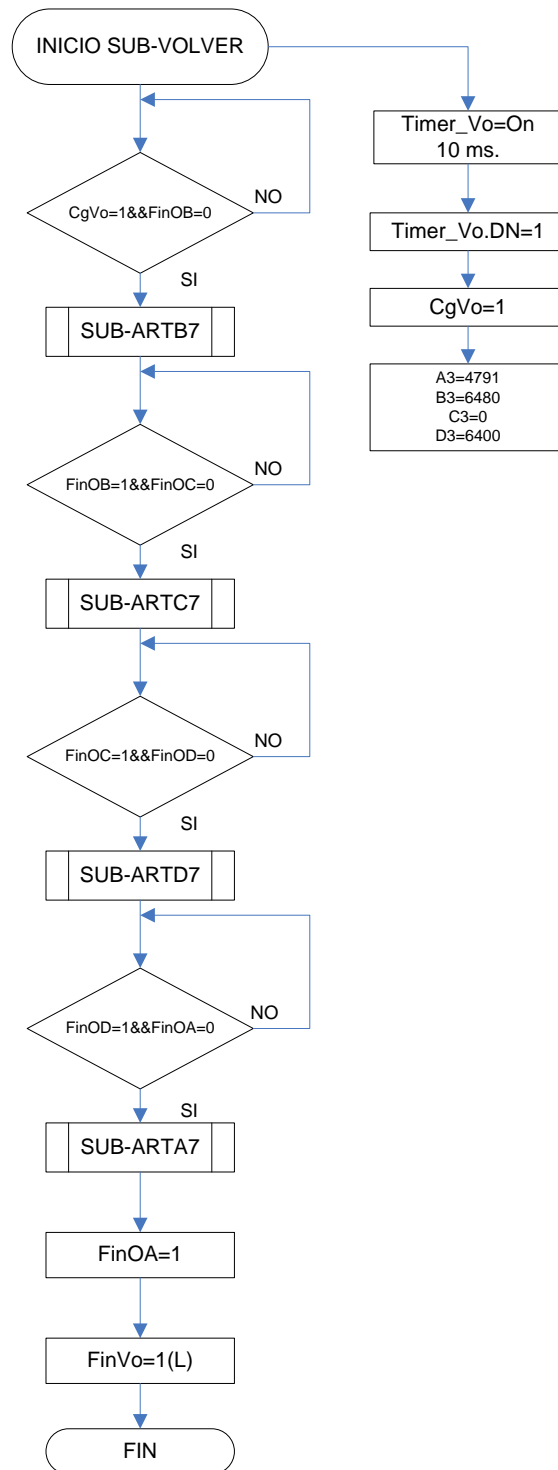 INICIO SUB-VOLVER
Timer_Vo=On
10 ms.
NO
CgVo=1&&FinOB=0
Timer_Vo.DN=1
SI
CgVo=1
SUB-ARTB7
A3=4791
B3=6480
C3=0
D3=6400
NO
FinOB=1&&FinOC=0
SI
SUB-ARTC7
NO
FinOC=1&&FinOD=0
SI
SUB-ARTD7
NO
FinOD=1&&FinOA=0
SI
SUB-ARTA7
FinOA=1
FinVo=1(L)
FIN